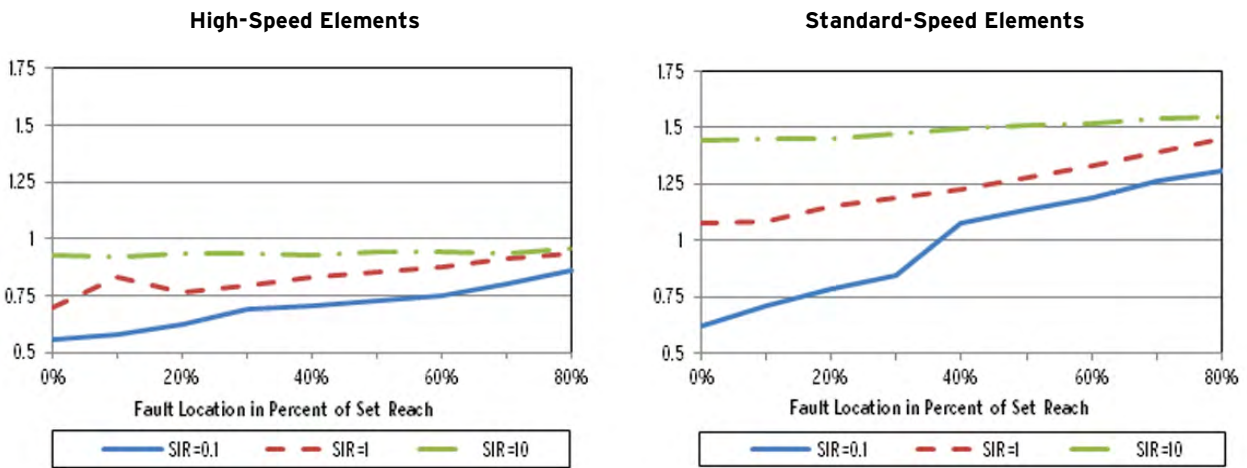 High-Speed Elements
1.75
1.5
1.25
1
0.75
0.5
0% 20% 40% 60% 80%
Fault Location in Percent of Set Reach
SIR=0.1 SIR=1 SIR=10
Standard-Speed Elements
1.75
1.5
1.25
1
0.75
0.5
0% 20% 40% 60% 80%
Fault Location in Percent of Set Reach
SIR=0.1 SIR=1 SIR=10